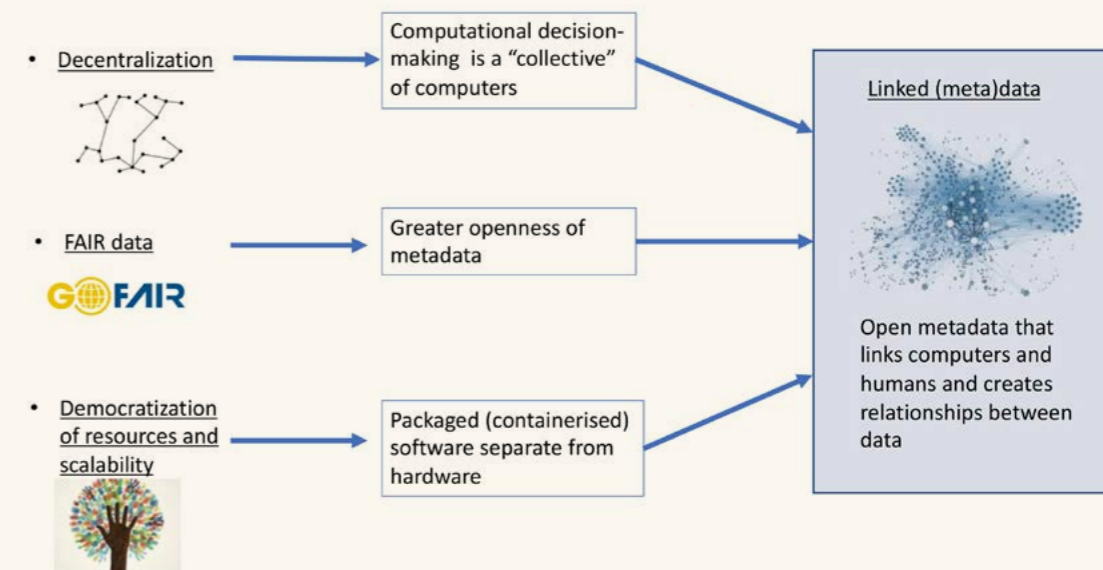 • Decentralization
Computational decision-
making is a “collective”
of computers
• FAIR data
GO FAIR
Greater openness of
metadata
• Democratization
of resources and
scalability
Packaged (containerised)
software separate from
hardware
Linked (meta)data
Open metadata that
links computers and
humans and creates
relationships between
data